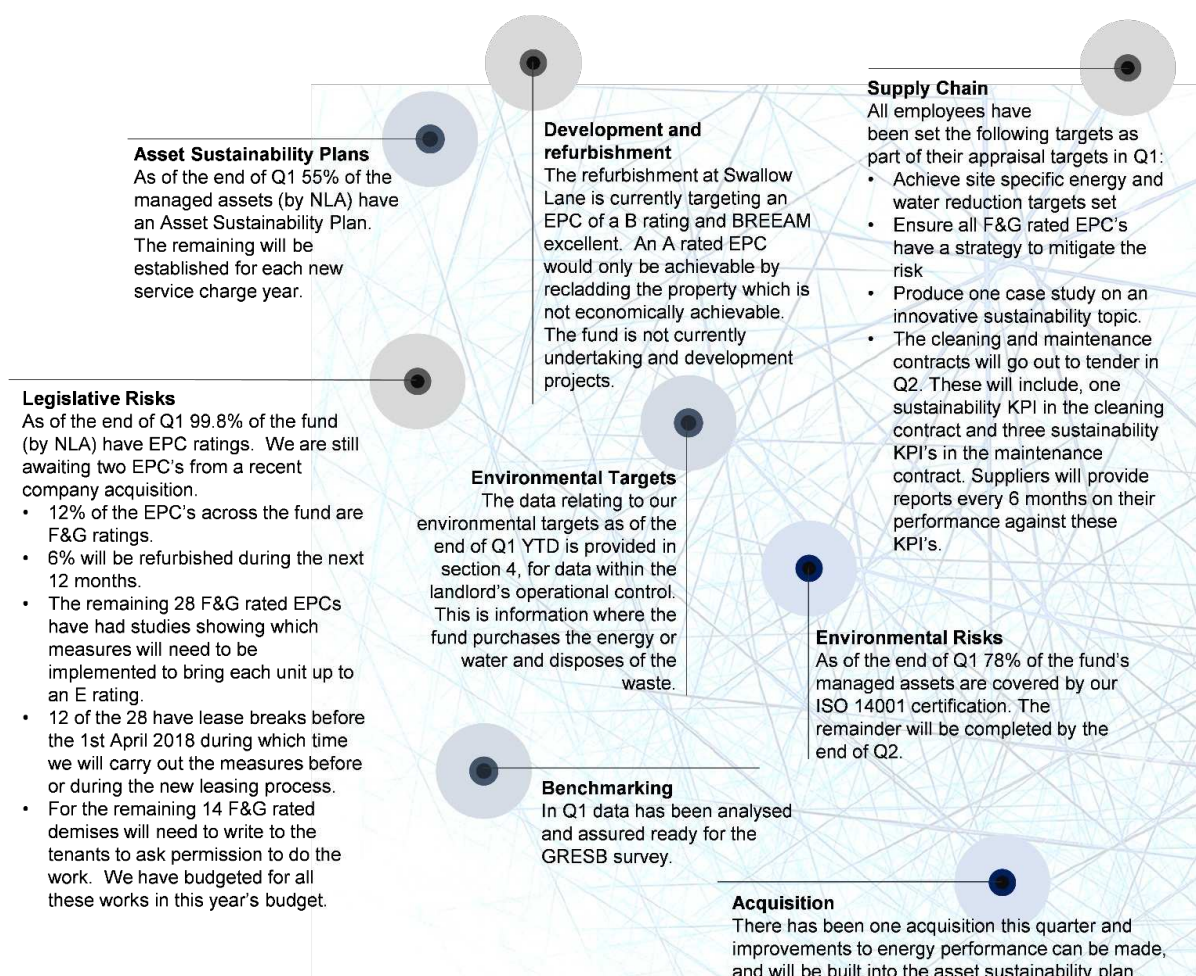 Asset Sustainability Plans
As of the end of Q1 55% of the
managed assets (by NLA) have
an Asset Sustainability Plan.
The remaining will be
established for each new
service charge year.
Development and
refurbishment
The refurbishment at Swallow
Lane is currently targeting an
EPC of a B rating and BREEAM
excellent. An A rated EPC
would only be achievable by
recladding the property which is
not economically achievable.
The fund is not currently
undertaking and development
projects.
Supply Chain
All employees have
been set the following targets as
part of their appraisal targets in Q1:
• Achieve site specific energy and
water reduction targets set
• Ensure all F&G rated EPC's
have a strategy to mitigate the
risk
• Produce one case study on an
innovative sustainability topic.
• The cleaning and maintenance
contracts will go out to tender in
Q2. These will include, one
sustainability KPI in the cleaning
contract and three sustainability
KPI's in the maintenance
contract. Suppliers will provide
reports every 6 months on their
performance against these
KPI's.
Legislative Risks
As of the end of Q1 99.8% of the fund
(by NLA) have EPC ratings. We are still
awaiting two EPC's from a recent
company acquisition.
• 12% of the EPC's across the fund are
F&G ratings.
• 6% will be refurbished during the next
12 months.
• The remaining 28 F&G rated EPCs
have had studies showing which
measures will need to be
implemented to bring each unit up to
an E rating.
• 12 of the 28 have lease breaks before
the 1st April 2018 during which time
we will carry out the measures before
or during the new leasing process.
• For the remaining 14 F&G rated
demises will need to write to the
tenants to ask permission to do the
work. We have budgeted for all
these works in this year's budget.
Environmental Targets
The data relating to our
environmental targets as of the
end of Q1 YTD is provided in
section 4, for data within the
landlord's operational control.
This is information where the
fund purchases the energy or
water and disposes of the
waste.
Environmental Risks
As of the end of Q1 78% of the fund's
managed assets are covered by our
ISO 14001 certification. The
remainder will be completed by the
end of Q2.
Benchmarking
In Q1 data has been analysed
and assured ready for the
GRESB survey.
Acquisition
There has been one acquisition this quarter and
improvements to energy performance can be made,
and will be built into the asset sustainability plan